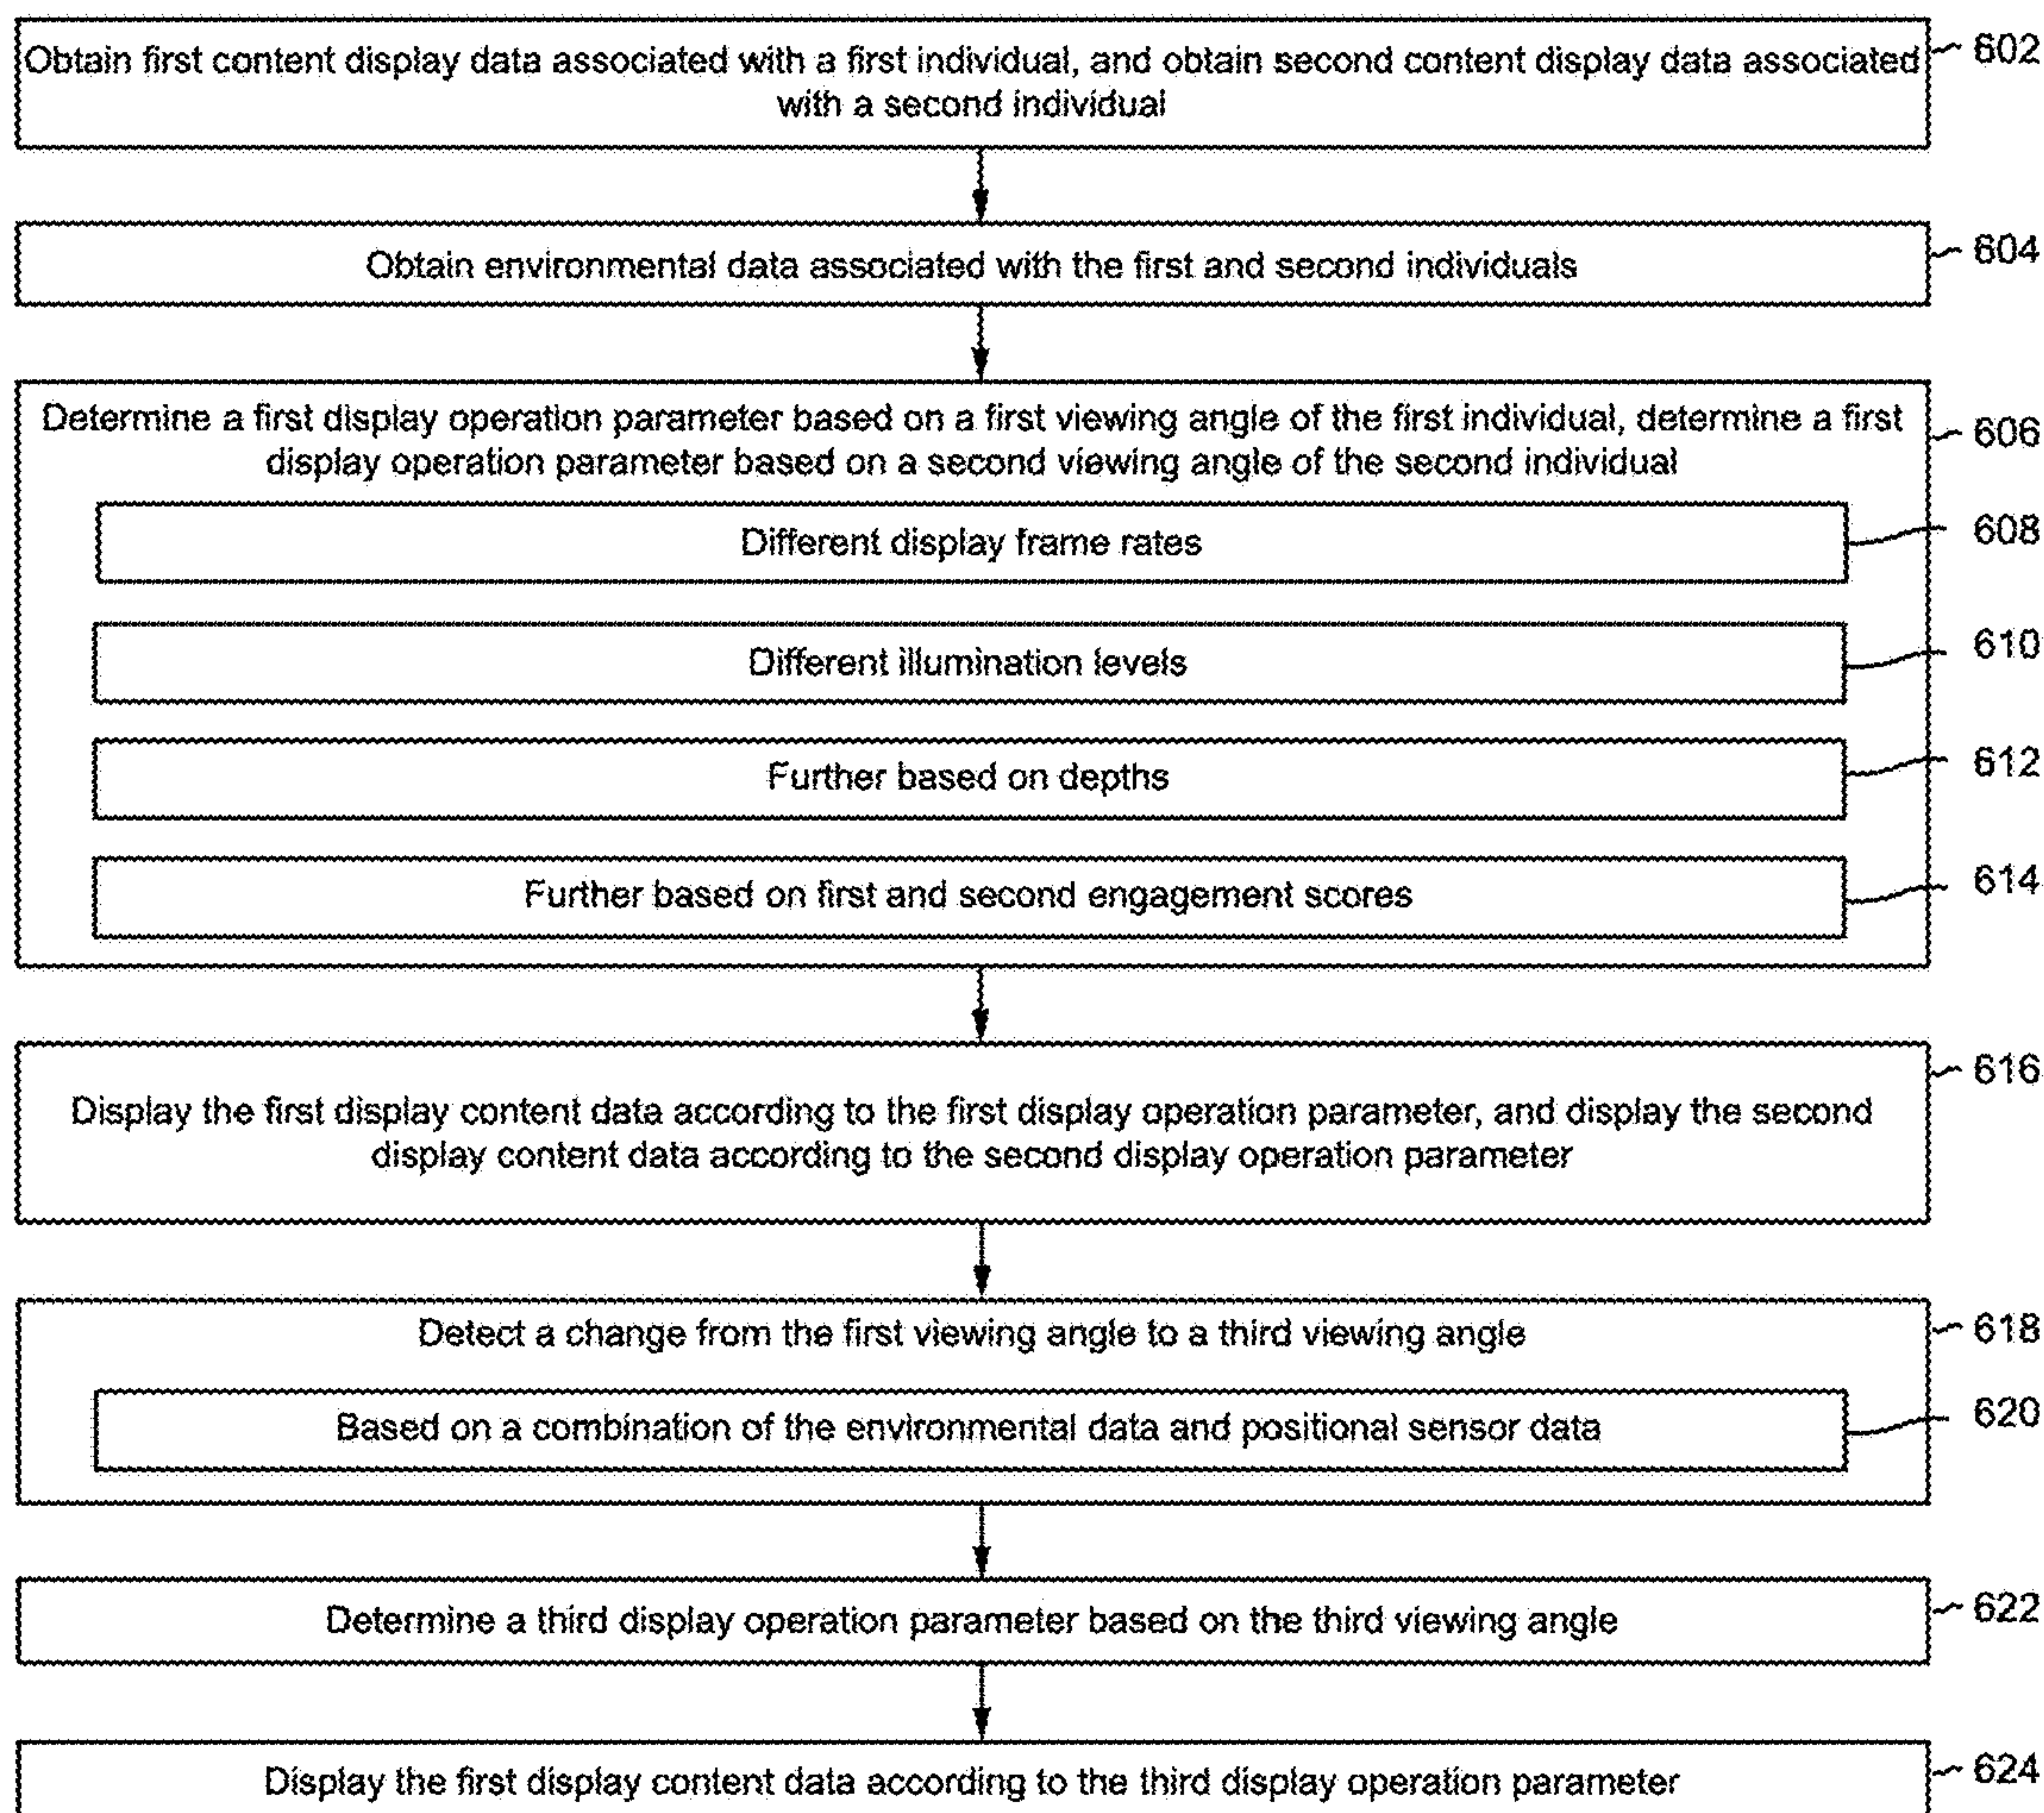 Obtain first content display data associated with a first individual, and obtain second content display data associated
with a second individual
602
Obtain environmental data associated with the first and second individuals
604
Determine a first display operation parameter based on a first viewing angle of the first individual, determine a first
display operation parameter based on a second viewing angle of the second individual
606
Different display frame rates
608
Different illumination levels
610
Further based on depths
612
Further based on first and second engagement scores
614
Display the first display content data according to the first display operation parameter, and display the second
display content data according to the second display operation parameter
616
Detect a change from the first viewing angle to a third viewing angle
618
Based on a combination of the environmental data and positional sensor data
620
Determine a third display operation parameter based on the third viewing angle
622
Display the first display content data according to the third display operation parameter
624